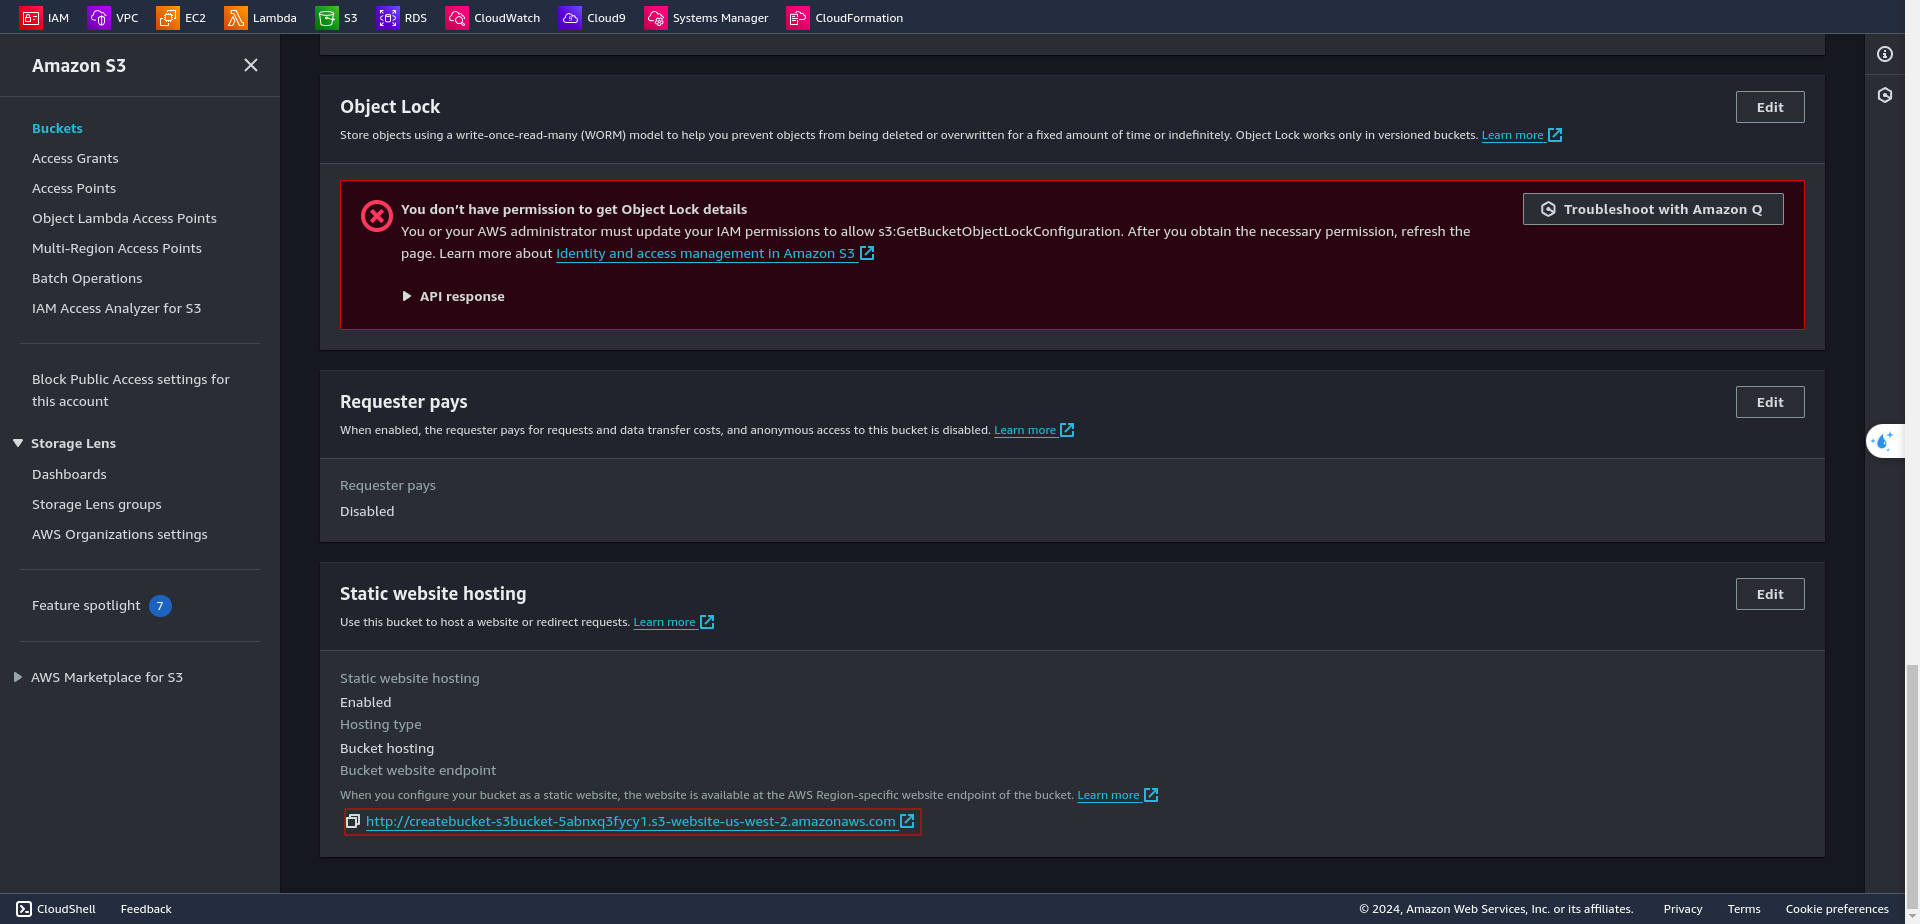 IAM VPC EC2 Lambda S3 RDS CloudWatch Cloud9 Systems Manager CloudFormation
Amazon S3
Buckets
Access Grants
Access Points
Object Lambda Access Points
Multi-Region Access Points
Batch Operations
IAM Access Analyzer for S3
Block Public Access settings for
this account
Storage Lens
Dashboards
Storage Lens groups
AWS Organizations settings
Feature spotlight 7
AWS Marketplace for S3
Object Lock
Edit
Store objects using a write-once-read-many (WORM) model to help you prevent objects from being deleted or overwritten for a fixed amount of time or indefinitely. Object Lock works only in versioned buckets. Learn more
You don’t have permission to get Object Lock details
Troubleshoot with Amazon Q
You or your AWS administrator must update your IAM permissions to allow s3:GetBucketObjectLockConfiguration. After you obtain the necessary permission, refresh the
page. Learn more about Identity and access management in Amazon S3
API response
Requester pays
Edit
When enabled, the requester pays for requests and data transfer costs, and anonymous access to this bucket is disabled. Learn more
Requester pays
Disabled
Static website hosting
Edit
Use this bucket to host a website or redirect requests. Learn more
Static website hosting
Enabled
Hosting type
Bucket hosting
Bucket website endpoint
When you configure your bucket as a static website, the website is available at the AWS Region-specific website endpoint of the bucket. Learn more
http://createbucket-s3bucket-5abnxq3fycy1.s3-website-us-west-2.amazonaws.com
CloudShell Feedback © 2024, Amazon Web Services, Inc. or its affiliates. Privacy Terms Cookie preferences